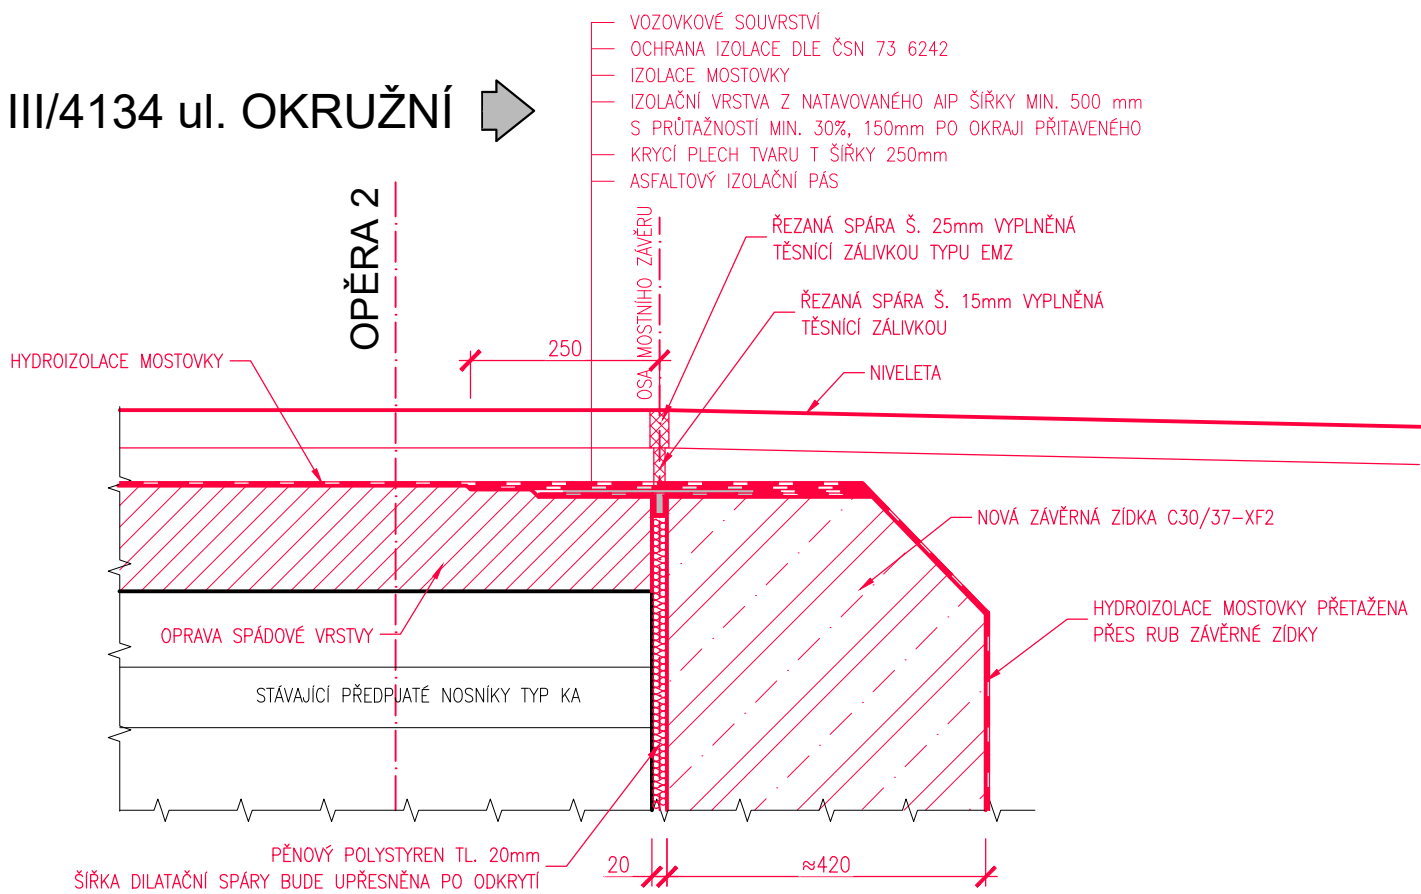 VOZOVKOVÉ SOUVRSTVÍ
OCHRANA IZOLACE DLE ČSN 73 6242
IZOLACE MOSTOVKY
IZOLAČNÍ VRSTVA Z NATAVOVANÉHO AIP ŠÍŘKY MIN. 500 mm
S PRŮTAŽNOSTÍ MIN. 30%, 150mm PO OKRAJI PŘITAVENÉHO
KRYCÍ PLECH TVARU T ŠÍŘKY 250mm
ASFALTOVÝ IZOLAČNÍ PÁS
III/4134 ul. OKRUŽNÍ
OPĚRA 2
OSA MOSTNÍHO ZÁVĚRU
ŘEZANÁ SPÁRA Š. 25mm VYPLNĚNÁ
TĚSNÍCÍ ZÁLIVKOU TYPU EMZ
ŘEZANÁ SPÁRA Š. 15mm VYPLNĚNÁ
TĚSNÍCÍ ZÁLIVKOU
250
HYDROIZOLACE MOSTOVKY
NIVELETA
NOVÁ ZÁVĚRNÁ ZÍDKA C30/37-XF2
HYDROIZOLACE MOSTOVKY PŘETAŽENA
PŘES RUB ZÁVĚRNÉ ZÍDKY
OPRAVA SPÁDOVÉ VRSTVY
STÁVAJÍCÍ PŘEDPJATÉ NOSNÍKY TYP KA
PĚNOVÝ POLYSTYREN TL. 20mm
ŠÍŘKA DILATAČNÍ SPÁRY BUDE UPŘESNĚNA PO ODKRYTÍ
20
≈420